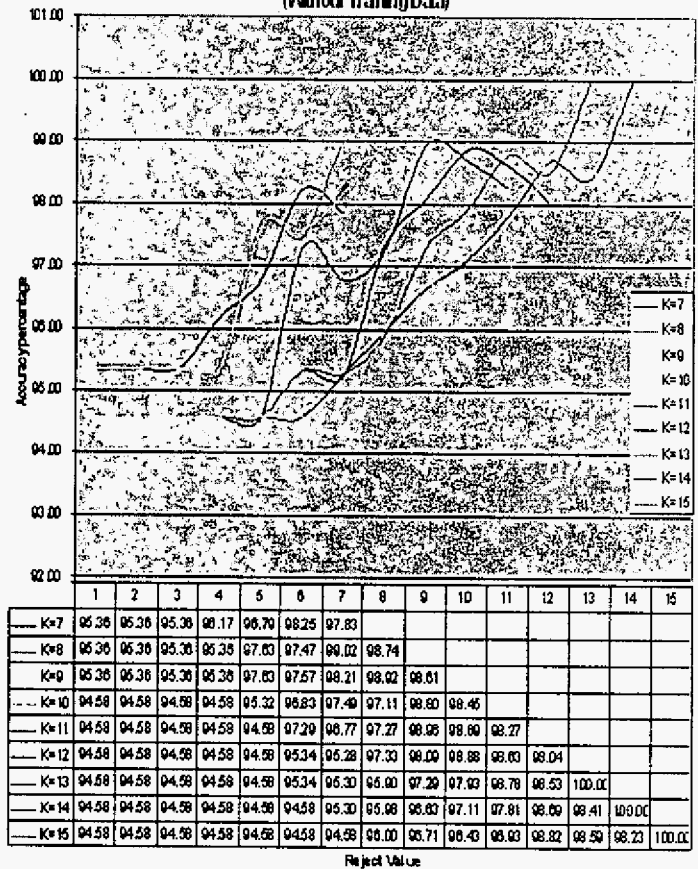 (Without Training Data)
101.00
100.00
99.00
98.00
97.00
96.00
95.00
94.00
93.00
92.00
Accuracy percentage
K=7
K=8
K=9
K=10
K=11
K=12
K=13
K=14
K=15
1 2 3 4 5 6 7 8 9 10 11 12 13 14 15
K=7 95.36 95.36 95.36 96.17 96.79 98.25 97.83
K=8 95.36 95.36 95.36 95.36 97.63 97.47 99.02 98.74
K=9 95.36 95.36 95.36 95.36 97.63 97.57 98.21 98.92 98.61
K=10 94.58 94.58 94.58 94.58 95.32 96.83 97.49 97.11 98.80 98.45
K=11 94.58 94.58 94.58 94.58 94.58 97.29 96.77 97.27 98.96 98.69 98.27
K=12 94.58 94.58 94.58 94.58 94.58 95.34 95.28 97.33 98.09 98.88 98.63 98.04
K=13 94.58 94.58 94.58 94.58 94.58 95.34 95.30 95.90 97.29 97.93 98.78 98.53 100.00
K=14 94.58 94.58 94.58 94.58 94.58 94.58 95.30 95.98 96.63 97.11 97.81 98.69 98.41 100.00
K=15 94.58 94.58 94.58 94.58 94.58 94.58 94.58 96.00 96.71 96.43 96.93 98.82 98.59 98.23 100.00
Reject Value